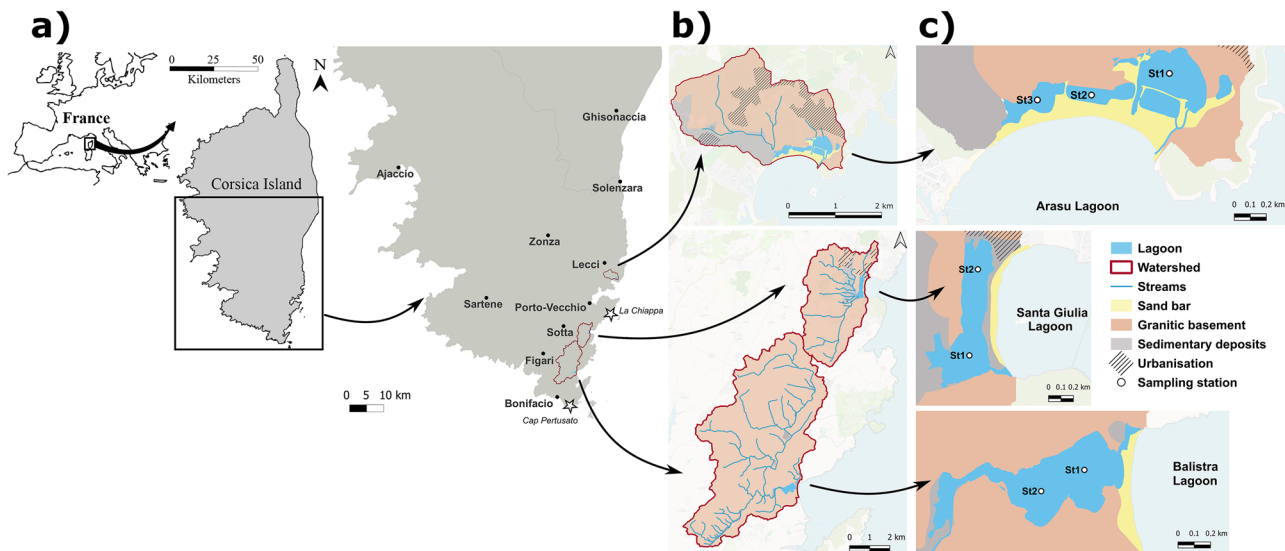 a)
b)
c)
0 25 50
Kilometers
N
France
Corsica Island
Ghisonaccia
Ajaccio
Solenzara
Zonza
Lecci
Sartene
Porto-Vecchio
La Chiappa
Sotta
Figari
Bonifacio
Cap Pertusato
0 5 10 km
0 1 2 km
0 1 2 km
St1
St2
St3
Arasu Lagoon
0 0.1 0.2 km
St2
Santa Giulia
Lagoon
St1
0 0.1 0.2 km
Lagoon
Watershed
Streams
Sand bar
Granitic basement
Sedimentary deposits
Urbanisation
Sampling station
St1
Balistra
Lagoon
St2
0 0.1 0.2 km